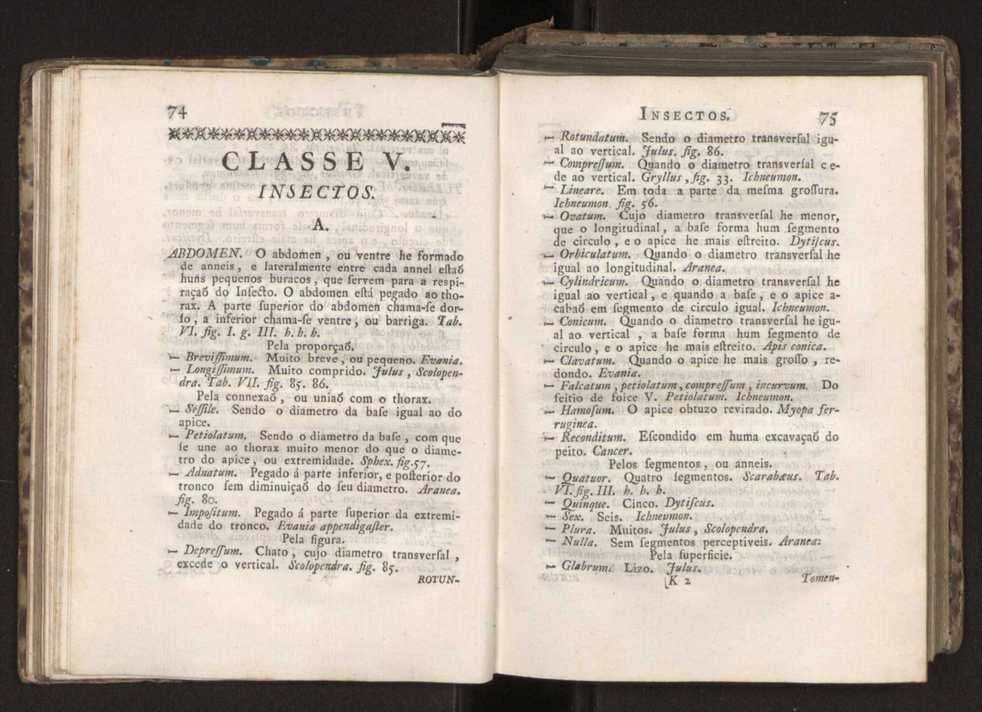 74
CLASSE V.
INSECTOS.
A.
ABDOMEN. O abdomen, ou ventre he formado
de anneis, e lateralmente entre cada annel eſtaõ
huns pequenos buracos, que ſervem para a reſpi-
raçaõ do Inſecto. O abdomen eſtá pegado ao tho-
rax. A parte ſuperior do abdomen chama-ſe dor-
ſo, a inferior chama-ſe ventre, ou barriga. Tab.
VI. fig. I. g. III. h. h. h.
Pela proporçaõ.
— Breviſſimum. Muito breve, ou pequeno. Evania.
— Longiſſimum. Muito comprido. Julus, Scolopen-
dra. Tab. VII. fig. 85. 86.
Pela connexaõ, ou uniaõ com o thorax.
— Seſſile. Sendo o diametro da baſe igual ao do
apice.
— Petiolatum. Sendo o diametro da baſe, com que
ſe une ao thorax muito menor do que o diame-
tro do apice, ou extremidade. Sphex. fig. 57.
— Adnatum. Pegado á parte inferior, e poſterior do
tronco ſem diminuiçaõ do ſeu diametro. Aranea.
fig. 80.
— Impoſitum. Pegado á parte ſuperior da extremi-
dade do tronco. Evania appendigaſter.
Pela figura.
— Depreſſum. Chato, cujo diametro transverſal,
excede o vertical. Scolopendra. fig. 85.
ROTUN-
INSECTOS. 75
— Rotundatum. Sendo o diametro transverſal igu-
al ao vertical. Julus. fig. 86.
— Compreſſum. Quando o diametro transverſal ce-
de ao vertical. Gryllus, fig. 33. Ichneumon.
— Lineare. Em toda a parte da meſma groſſura.
Ichneumon. fig. 56.
— Ovatum. Cujo diametro transverſal he menor,
que o longitudinal, a baſe forma hum ſegmento
de circulo, e o apice he mais eſtreito. Dytiſcus.
— Orbiculatum. Quando o diametro transverſal he
igual ao longitudinal. Aranea.
— Cylindricum. Quando o diametro transverſal he
igual ao vertical, e quando a baſe, e o apice a-
cabaõ em ſegmento de circulo igual. Ichneumon.
— Conicum. Quando o diametro transverſal he igu-
al ao vertical, a baſe forma hum ſegmento de
circulo, e o apice he mais eſtreito. Apis conica.
— Clavatum. Quando o apice he mais groſſo, re-
dondo. Evania.
— Falcatum, petiolatum, compreſſum, incurvum. Do
feitio de foice V. Petiolatum. Ichneumon.
— Hamoſum. O apice obtuzo revirado. Myopa fer-
ruginea.
— Reconditum. Eſcondido em huma excavaçaõ do
peito. Cancer.
Pelos ſegmentos, ou anneis.
— Quatuor. Quatro ſegmentos. Scarabæus. Tab.
VI. fig. III. h. h. h.
— Quinque. Cinco. Dytiſcus.
— Sex. Seis. Ichneumon.
— Plura. Muitos. Julus, Scolopendra.
— Nulla. Sem ſegmentos perceptiveis. Aranea.
Pela ſuperficie.
— Glabrum. Lizo. Julus.
[K 2 Tomen-